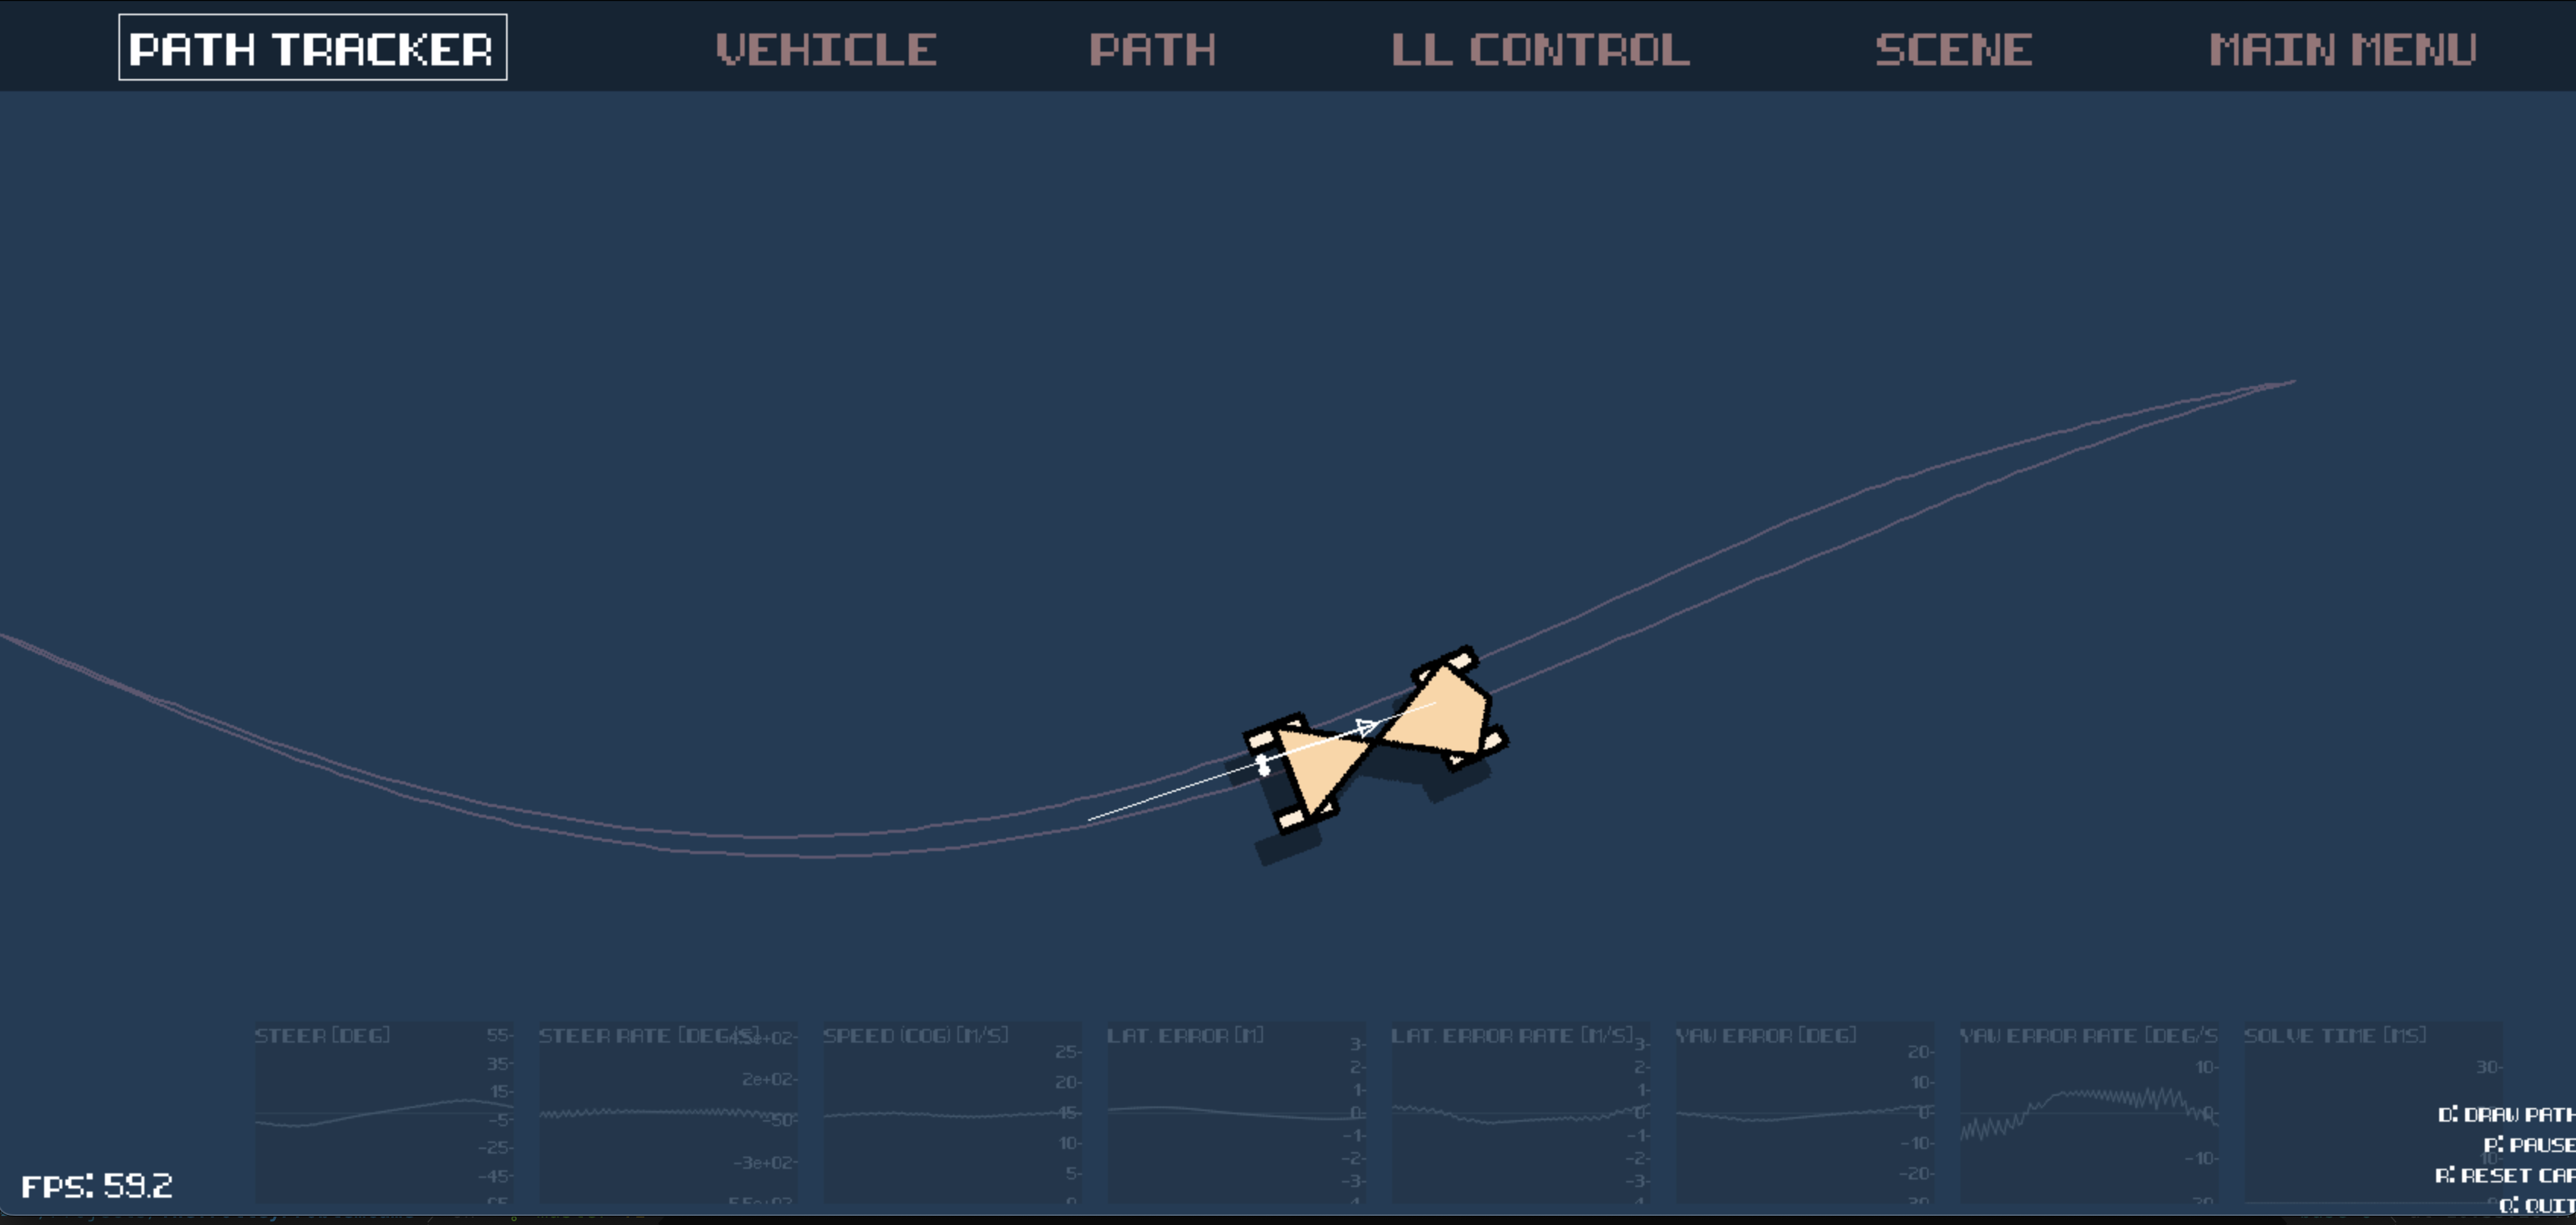 PATH TRACKER VEHICLE PATH LL CONTROL SCENE MAIN MENU
STEER [DEG] 55-
35-
15-
-5-
-25-
-45-
STEER RATE [DEG/S]
2e+02-
-50-
-3e+02-
SPEED (COG) [M/S]
25-
20-
15-
10-
5-
LAT. ERROR [M]
3-
2-
1-
0-
-1-
-2-
-3-
LAT. ERROR RATE [M/S]
3-
2-
1-
0-
-1-
-2-
-3-
YAW ERROR [DEG]
20-
10-
0-
-10-
-20-
YAW ERROR RATE [DEG/S
10-
0-
-10-
SOLVE TIME [MS]
30-
D: DRAW PATH
P: PAUSE
R: RESET CAR
Q: QUIT
FPS: 59.2